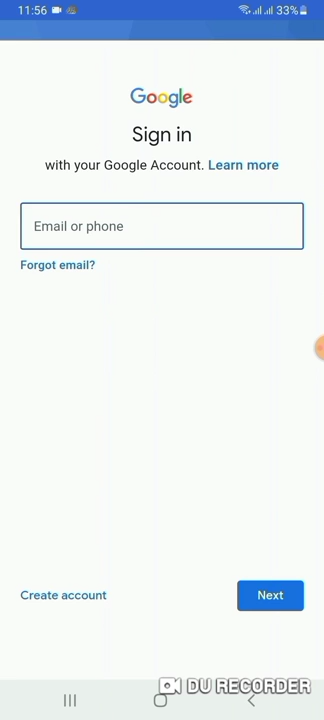 11:56 33%
Google
Sign in
with your Google Account. Learn more
Email or phone
Forgot email?
Create account Next
DU RECORDER